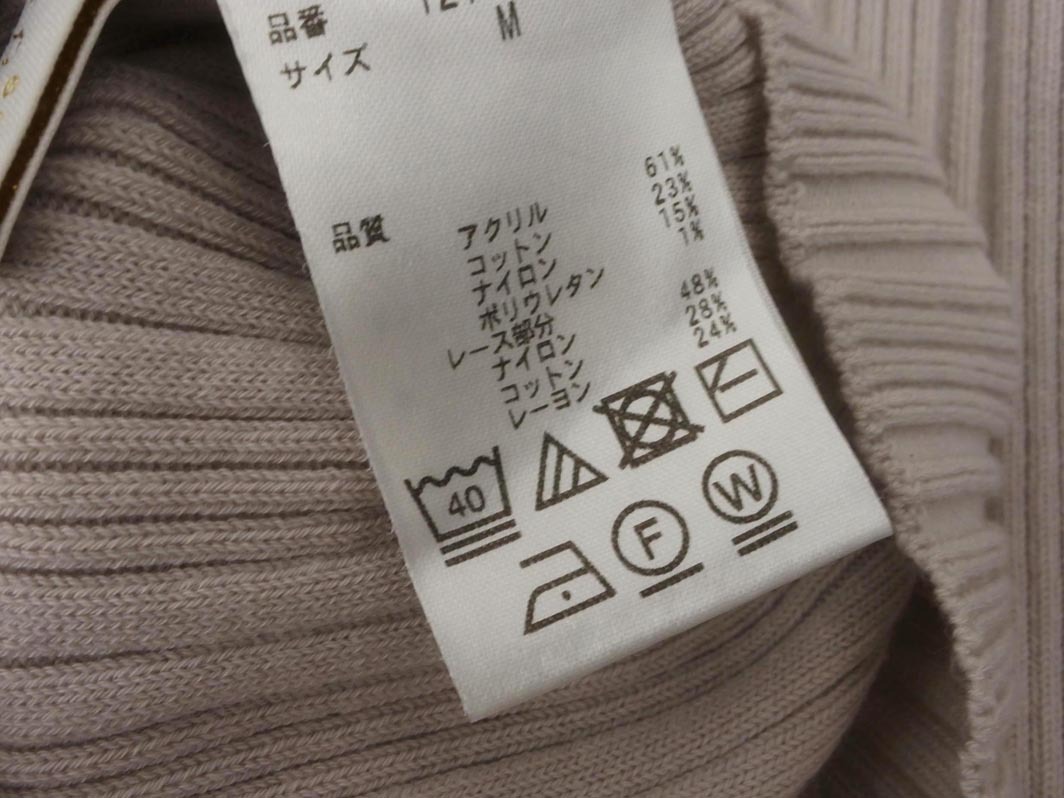 品番
サイズ M
品質
アクリル 61%
コットン 23%
ナイロン 15%
ポリウレタン 1%
レース部分
ナイロン 48%
コットン 28%
レーヨン 24%
40
F
W